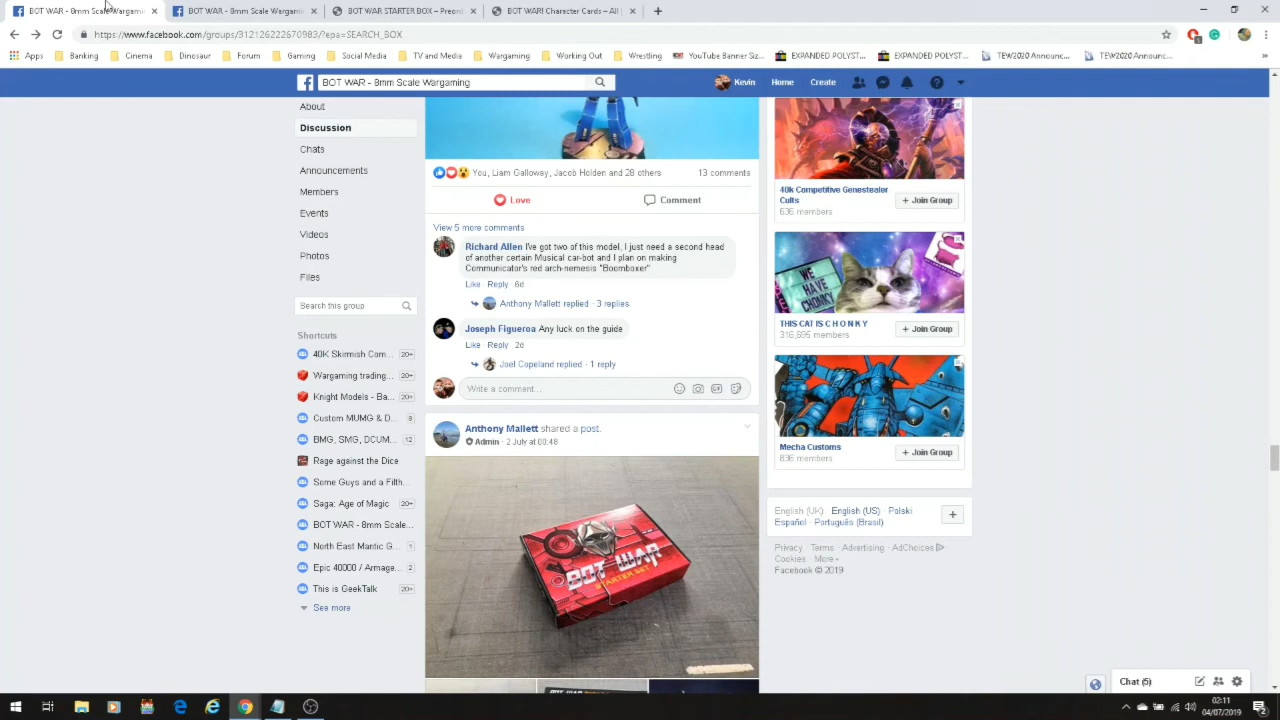 BOT WAR - 8mm Scale Wargaming
BOT WAR - 8mm Scale Wargaming
BOT WAR STARTER BOX – Preord
BOT WAR Character Cards – All
https://www.facebook.com/groups/312126222670983/?epa=SEARCH_BOX
Apps Banking Cinema Dinosaur Forum Social Media TV and Media Wargaming Working Out Wrestling YouTube Banner Siz... EXPANDED POLYST... EXPANDED POLYST... TEW2020 Announc... TEW2020 Announc...
BOT WAR - 8mm Scale Wargaming
Kevin Home Create
About
Discussion
Chats
Announcements
Members
Events
Videos
Photos
Files
Search this group
Shortcuts
40K Skirmish Com... 20+
Wargaming trading... 20+
Knight Models - Ba... 20+
Custom MUMG & D... 8
BMG, SMG, DCUM... 12
Rage against the Dice
Some Guys and a Filth...
Saga: Age of Magic 20+
BOT WAR - 8mm Scale...
North East Mantic G... 1
Epic 40000 / Armage... 2
This is GeekTalk 20+
See more
You, Liam Galloway, Jacob Holden and 28 others 13 comments
Love Comment
View 5 more comments
Richard Allen I've got two of this model, I just need a second head
of another certain Musical car-bot and I plan on making
Communicator's red arch-nemesis "Boomboxer"
Like · Reply · 6d
Anthony Mallett replied · 3 replies
Joseph Figueroa Any luck on the guide
Like · Reply · 2d
Joel Copeland replied · 1 reply
Write a comment...
GIF
Anthony Mallett shared a post.
Admin · 2 July at 00:48
BOT WAR
STARTER SET
40k Competitive Genestealer
Cults
636 members
+ Join Group
WE
HAVE
CHONKY
THIS CAT IS C H O N K Y
316,695 members
+ Join Group
Mecha Customs
836 members
+ Join Group
English (UK) · English (US) · Polski ·
Español · Português (Brasil)
Privacy · Terms · Advertising · AdChoices
Cookies · More
Facebook © 2019
Chat (5)
02:11
04/07/2019
2